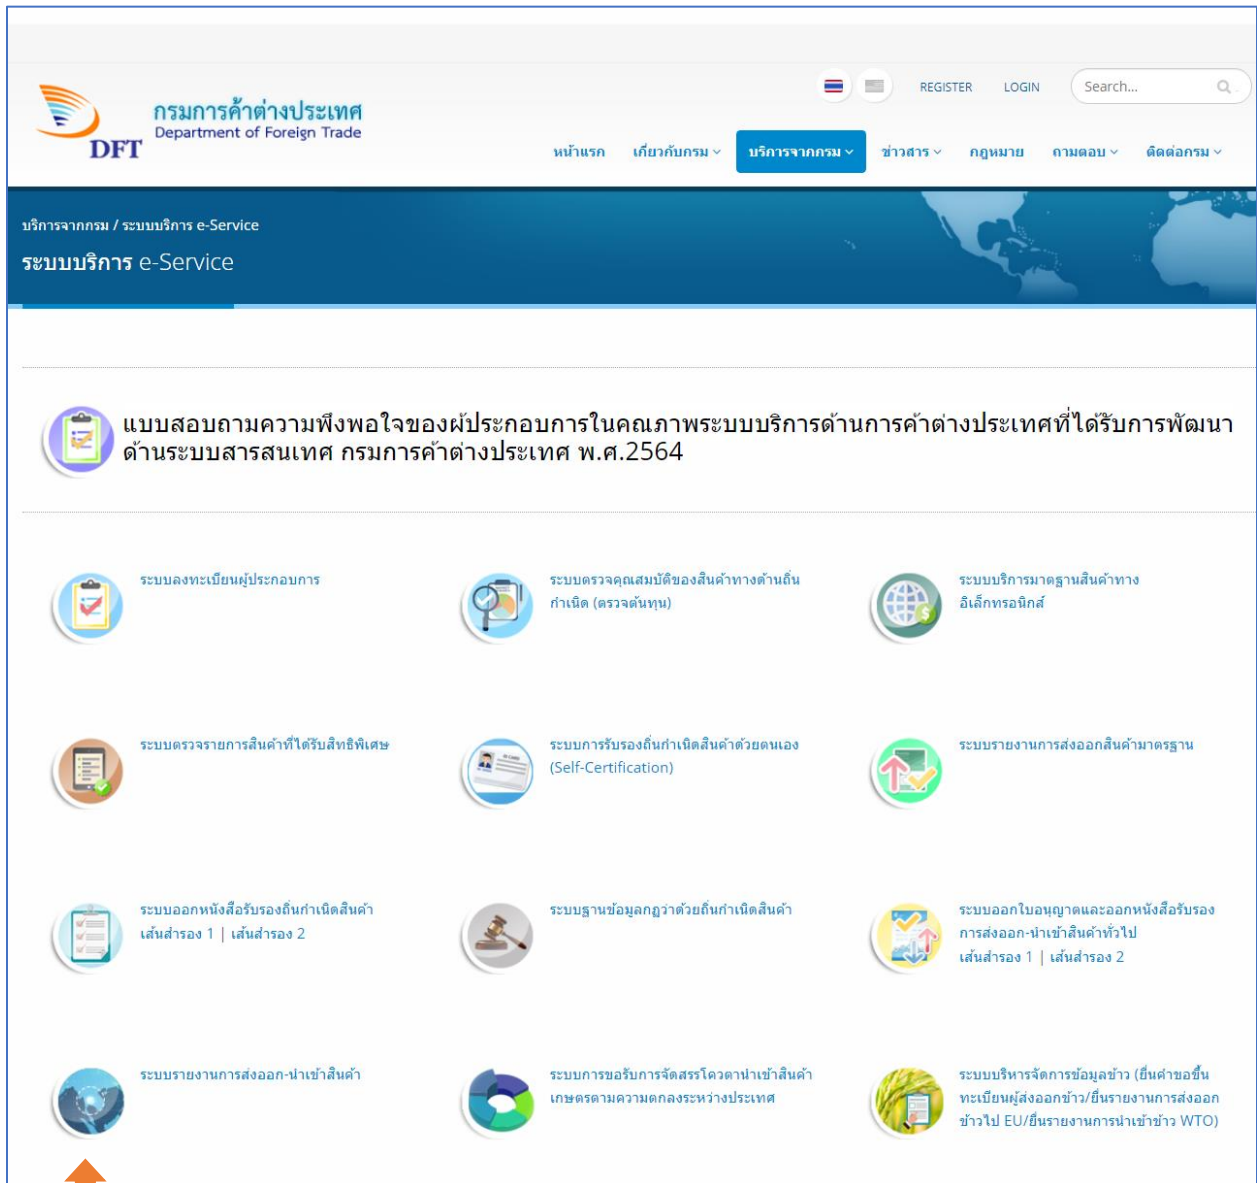 REGISTER LOGIN Search...
กรมการค้าต่างประเทศ
Department of Foreign Trade
DFT
หน้าแรก เกี่ยวกับกรม บริการจากกรม ข่าวสาร กฎหมาย ถามตอบ ติดต่อกรม
บริการจากกรม / ระบบบริการ e-Service
ระบบบริการ e-Service
แบบสอบถามความพึงพอใจของผู้ประกอบการในคุณภาพระบบบริการด้านการค้าต่างประเทศที่ได้รับการพัฒนา
ด้านระบบสารสนเทศ กรมการค้าต่างประเทศ พ.ศ.2564
ระบบลงทะเบียนผู้ประกอบการ
ระบบตรวจคุณสมบัติของสินค้าทางด้านถิ่น
กำเนิด (ตรวจต้นทุน)
ระบบบริการมาตฐานสินค้าทาง
อิเล็กทรอนิกส์
ระบบตรวจรายการสินค้าที่ได้รับสิทธิพิเศษ
ระบบการรับรองถิ่นกำเนิดสินค้าด้วยตนเอง
(Self-Certification)
ระบบรายงานการส่งออกสินค้ามาตรฐาน
ระบบออกหนังสือรับรองถิ่นกำเนิดสินค้า
เส้นสำรอง 1 | เส้นสำรอง 2
ระบบฐานข้อมูลกฏว่าด้วยถิ่นกำเนิดสินค้า
ระบบออกใบอนุญาตและออกหนังสือรับรอง
การส่งออก-นำเข้าสินค้าทั่วไป
เส้นสำรอง 1 | เส้นสำรอง 2
ระบบรายงานการส่งออก-นำเข้าสินค้า
ระบบการขอรับการจัดสรรโควตานำเข้าสินค้า
เกษตรตามความตกลงระหว่างประเทศ
ระบบบริหารจัดการข้อมูลข้าว (ยื่นคำขอขึ้น
ทะเบียนผู้ส่งออกข้าว/ยื่นรายงานการส่งออก
ข้าวไป EU/ยื่นรายงานการนำเข้าข้าว WTO)